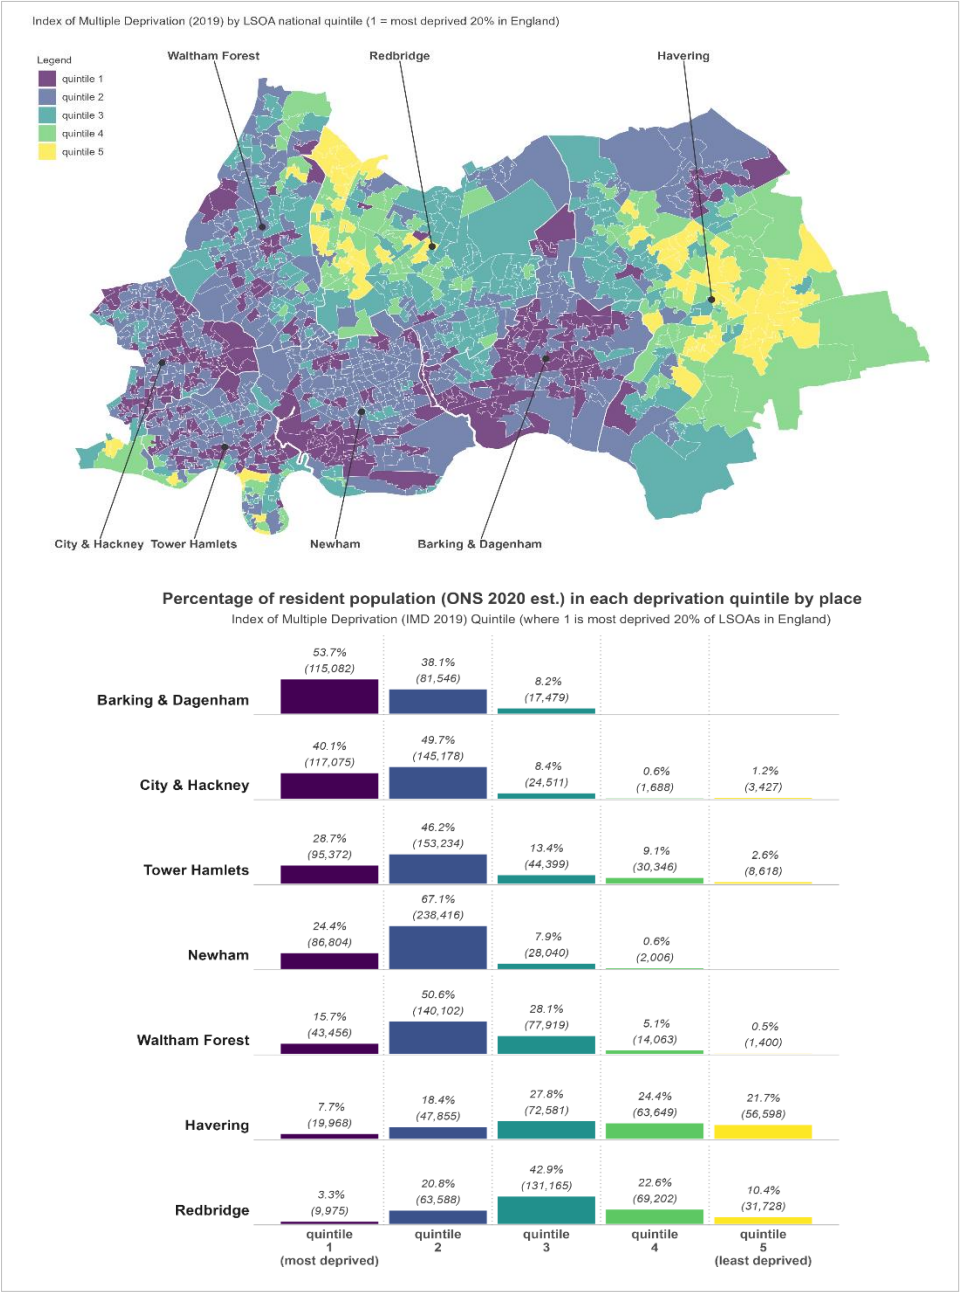 Index of Multiple Deprivation (2019) by LSOA national quintile (1 = most deprived 20% in England)
Waltham Forest
Redbridge
Havering
Legend
quintile 1
quintile 2
quintile 3
quintile 4
quintile 5
City & Hackney
Tower Hamlets
Newham
Barking & Dagenham
Percentage of resident population (ONS 2020 est.) in each deprivation quintile by place
Index of Multiple Deprivation (IMD 2019) Quintile (where 1 is most deprived 20% of LSOAs in England)
Barking & Dagenham
53.7%
(115,082)
38.1%
(81,546)
8.2%
(17,479)
City & Hackney
40.1%
(117,075)
49.7%
(145,178)
8.4%
(24,511)
0.6%
(1,688)
1.2%
(3,427)
Tower Hamlets
28.7%
(95,372)
46.2%
(153,234)
13.4%
(44,399)
9.1%
(30,346)
2.6%
(8,618)
Newham
24.4%
(86,804)
67.1%
(238,416)
7.9%
(28,040)
0.6%
(2,006)
Waltham Forest
15.7%
(43,456)
50.6%
(140,102)
28.1%
(77,919)
5.1%
(14,063)
0.5%
(1,400)
Havering
7.7%
(19,968)
18.4%
(47,855)
27.8%
(72,581)
24.4%
(63,649)
21.7%
(56,598)
Redbridge
3.3%
(9,975)
20.8%
(63,588)
42.9%
(131,165)
22.6%
(69,202)
10.4%
(31,728)
quintile
1
(most deprived)
quintile
2
quintile
3
quintile
4
quintile
5
(least deprived)